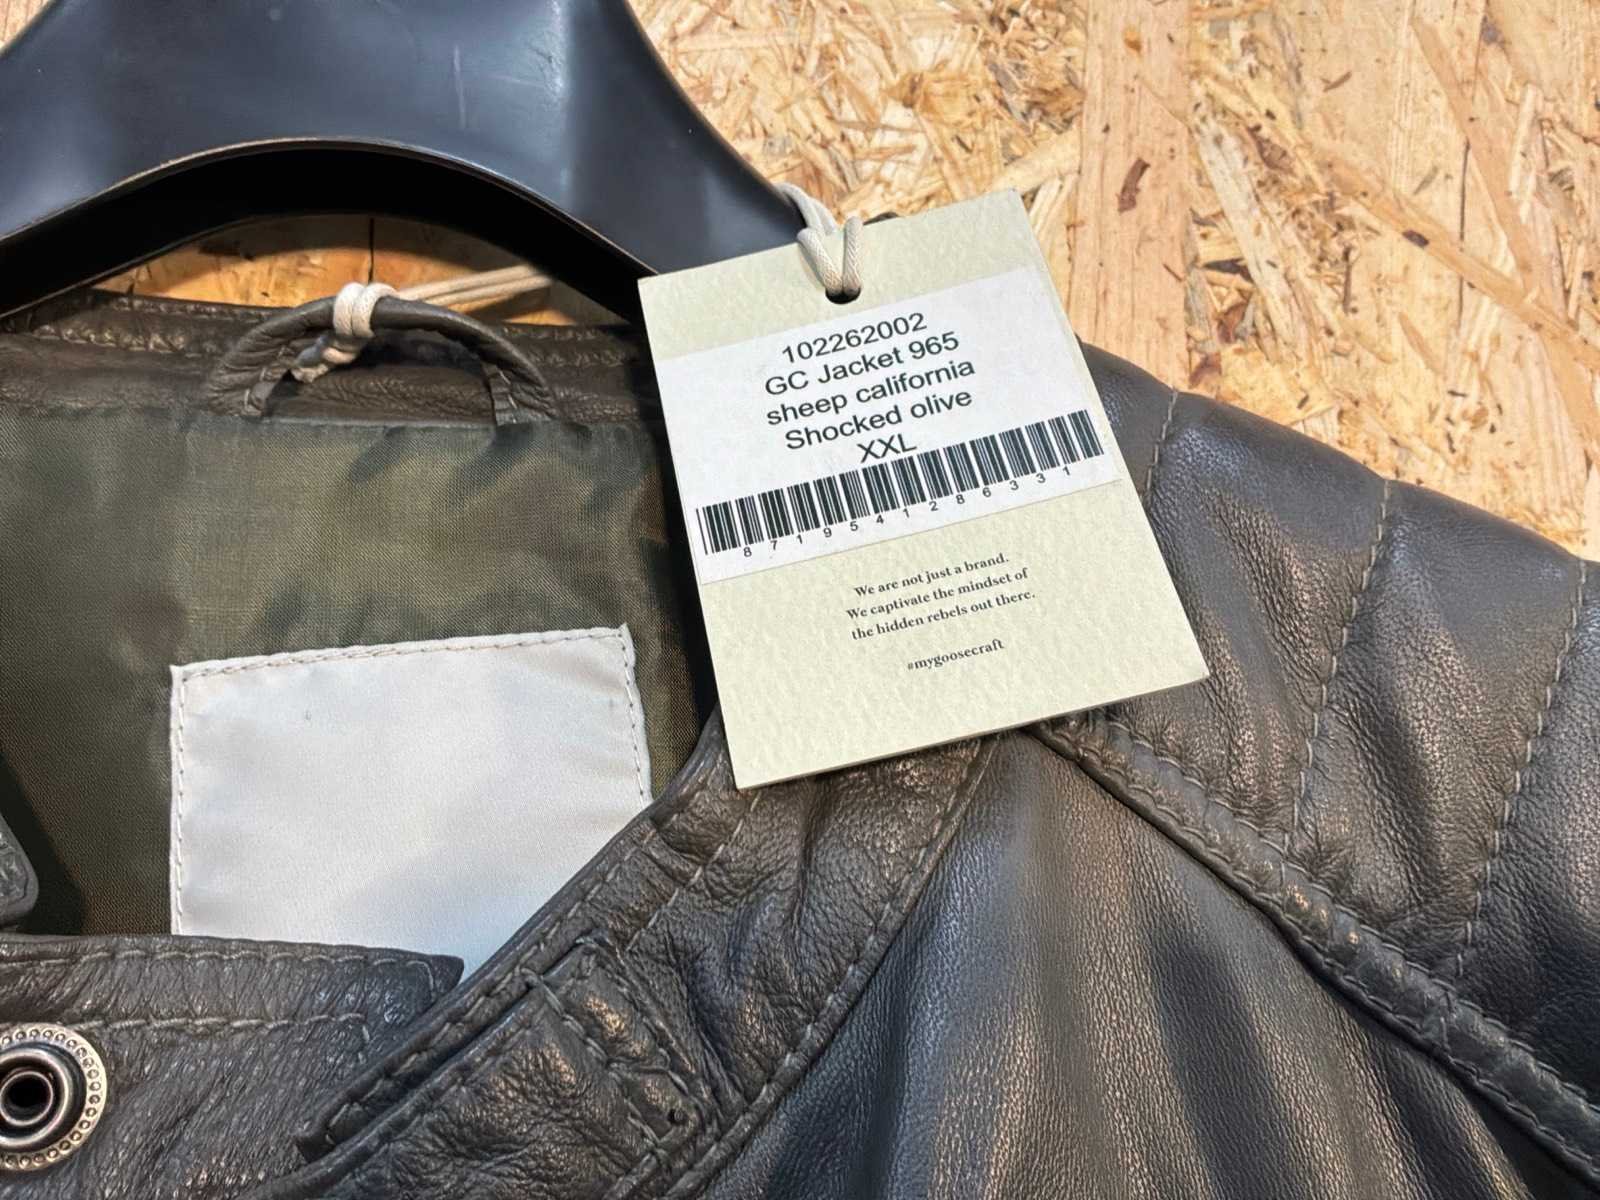 102262002
GC Jacket 965
sheep california
Shocked olive
XXL
8719541286331
We are not just a brand.
We captivate the mindset of
the hidden rebels out there.
#mygoosecraft